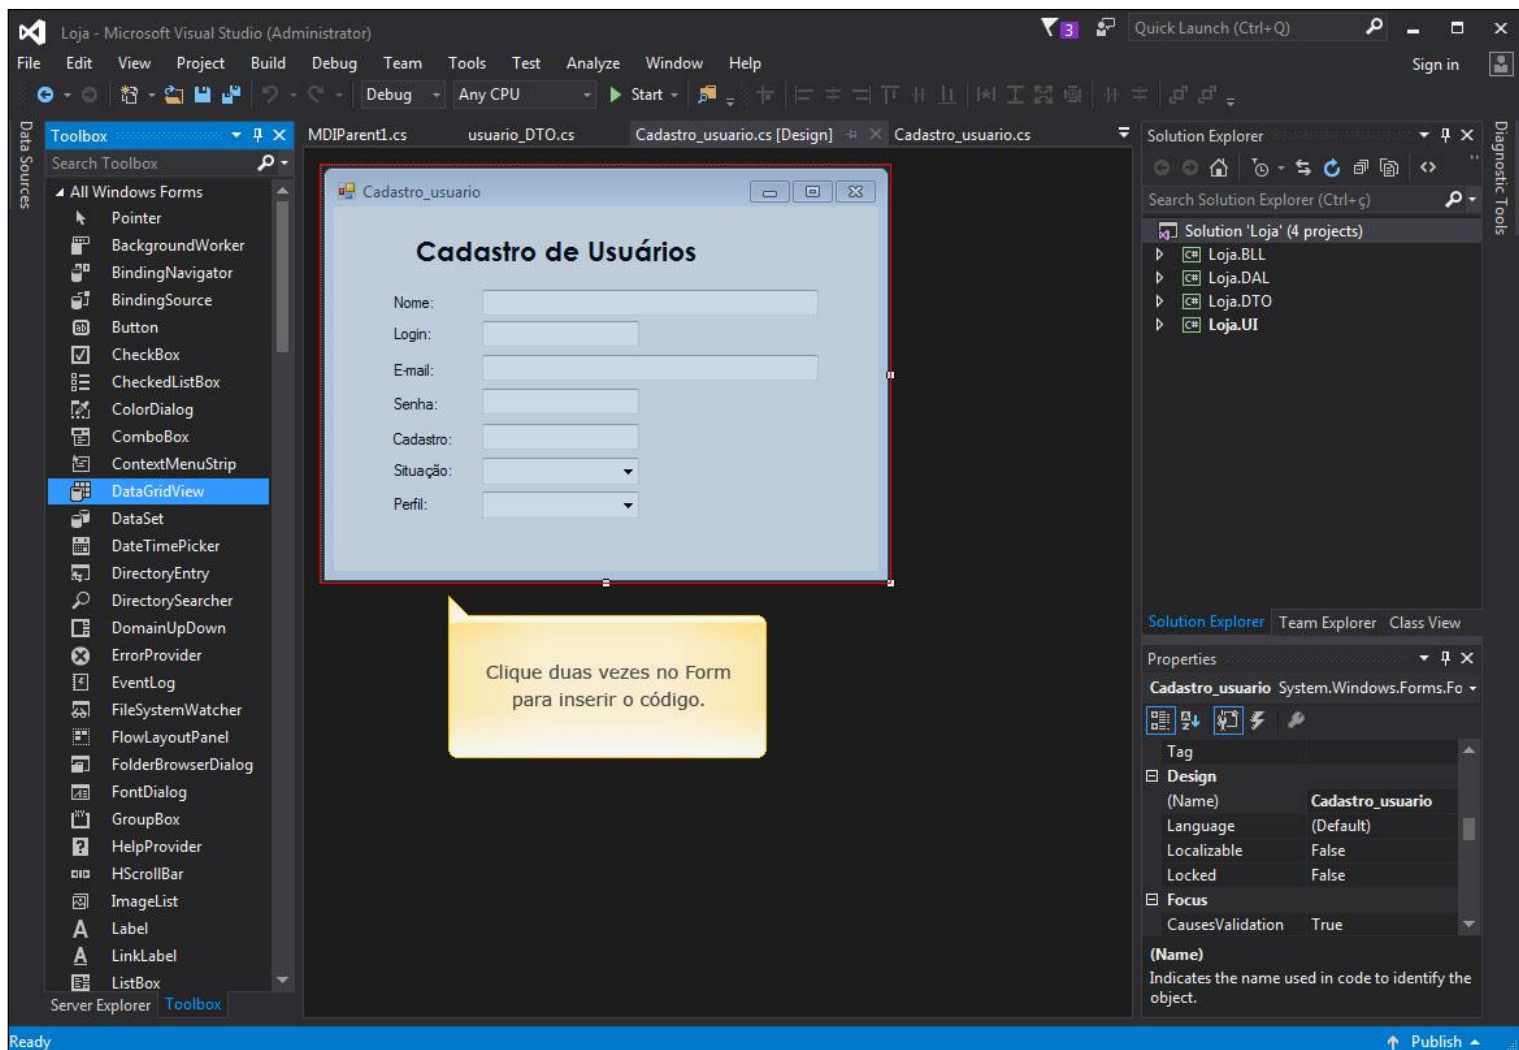 Loja - Microsoft Visual Studio (Administrator)
3
Quick Launch (Ctrl+Q)
File Edit View Project Build Debug Team Tools Test Analyze Window Help
Sign in
Debug Any CPU Start
Data Sources
Toolbox
Search Toolbox
All Windows Forms
Pointer
BackgroundWorker
BindingNavigator
BindingSource
Button
CheckBox
CheckedListBox
ColorDialog
ComboBox
ContextMenuStrip
DataGridView
DataSet
DateTimePicker
DirectoryEntry
DirectorySearcher
DomainUpDown
ErrorProvider
EventLog
FileSystemWatcher
FlowLayoutPanel
FolderBrowserDialog
FontDialog
GroupBox
HelpProvider
HScrollBar
ImageList
Label
LinkLabel
ListBox
Server Explorer Toolbox
MDIParent1.cs usuario_DTO.cs Cadastro_usuario.cs [Design] Cadastro_usuario.cs
Cadastro_usuario
Cadastro de Usuários
Nome:
Login:
E-mail:
Senha:
Cadastro:
Situação:
Perfil:
Clique duas vezes no Form
para inserir o código.
Solution Explorer
Search Solution Explorer (Ctrl+ç)
Solution 'Loja' (4 projects)
C# Loja.BLL
C# Loja.DAL
C# Loja.DTO
C# Loja.UI
Solution Explorer Team Explorer Class View
Properties
Cadastro_usuario System.Windows.Forms.Fo
Tag
Design
(Name) Cadastro_usuario
Language (Default)
Localizable False
Locked False
Focus
CausesValidation True
(Name)
Indicates the name used in code to identify the
object.
Diagnostic Tools
Ready
Publish